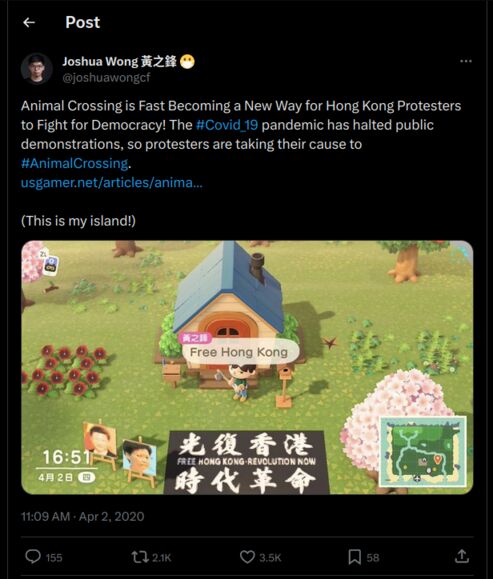 Post
Joshua Wong 黃之鋒 😷
@joshuawongcf
Animal Crossing is Fast Becoming a New Way for Hong Kong Protesters
to Fight for Democracy! The #Covid_19 pandemic has halted public
demonstrations, so protesters are taking their cause to
#AnimalCrossing.
usgamer.net/articles/anima…
(This is my island!)
黃之鋒
Free Hong Kong
光復香港
FREE HONG KONG·REVOLUTION NOW
時代革命
16:51
4月2日 四
11:09 AM · Apr 2, 2020
155
2.1K
3.5K
58